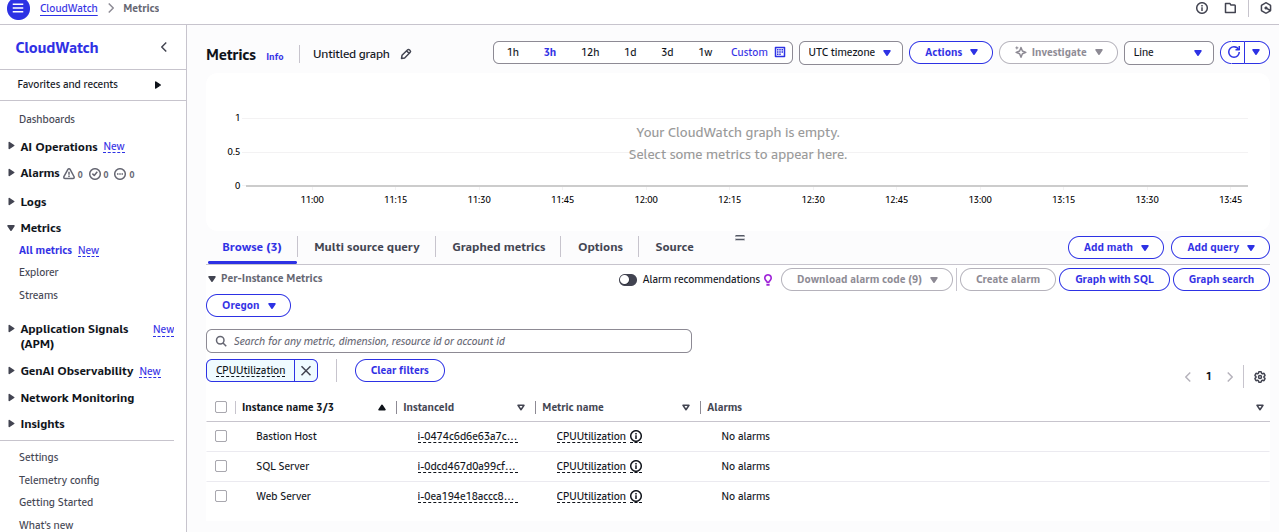 CloudWatch > Metrics
CloudWatch
Favorites and recents
Dashboards
AI Operations New
Alarms 0 0 0
Logs
Metrics
All metrics New
Explorer
Streams
Application Signals New
(APM)
GenAI Observability New
Network Monitoring
Insights
Settings
Telemetry config
Getting Started
What's new
Metrics Info Untitled graph
1h 3h 12h 1d 3d 1w Custom UTC timezone Actions Investigate Line
1
0.5
0
Your CloudWatch graph is empty.
Select some metrics to appear here.
11:00 11:15 11:30 11:45 12:00 12:15 12:30 12:45 13:00 13:15 13:30 13:45
Browse (3) Multi source query Graphed metrics Options Source Add math Add query
Per-Instance Metrics Alarm recommendations Download alarm code (9) Create alarm Graph with SQL Graph search
Oregon
Search for any metric, dimension, resource id or account id
CPUUtilization Clear filters 1
Instance name 3/3 InstanceId Metric name Alarms
Bastion Host i-0474c6d6e63a7c... CPUUtilization No alarms
SQL Server i-0dcd467d0a99cf... CPUUtilization No alarms
Web Server i-0ea194e18accc8... CPUUtilization No alarms